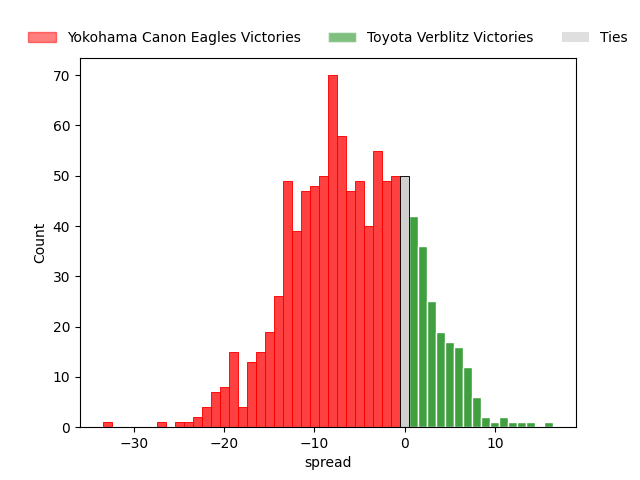 Yokohama Canon Eagles Victories Toyota Verblitz Victories Ties
70
60
50
40
30
20
10
0
Count
−30 −20 −10 0 10
spread